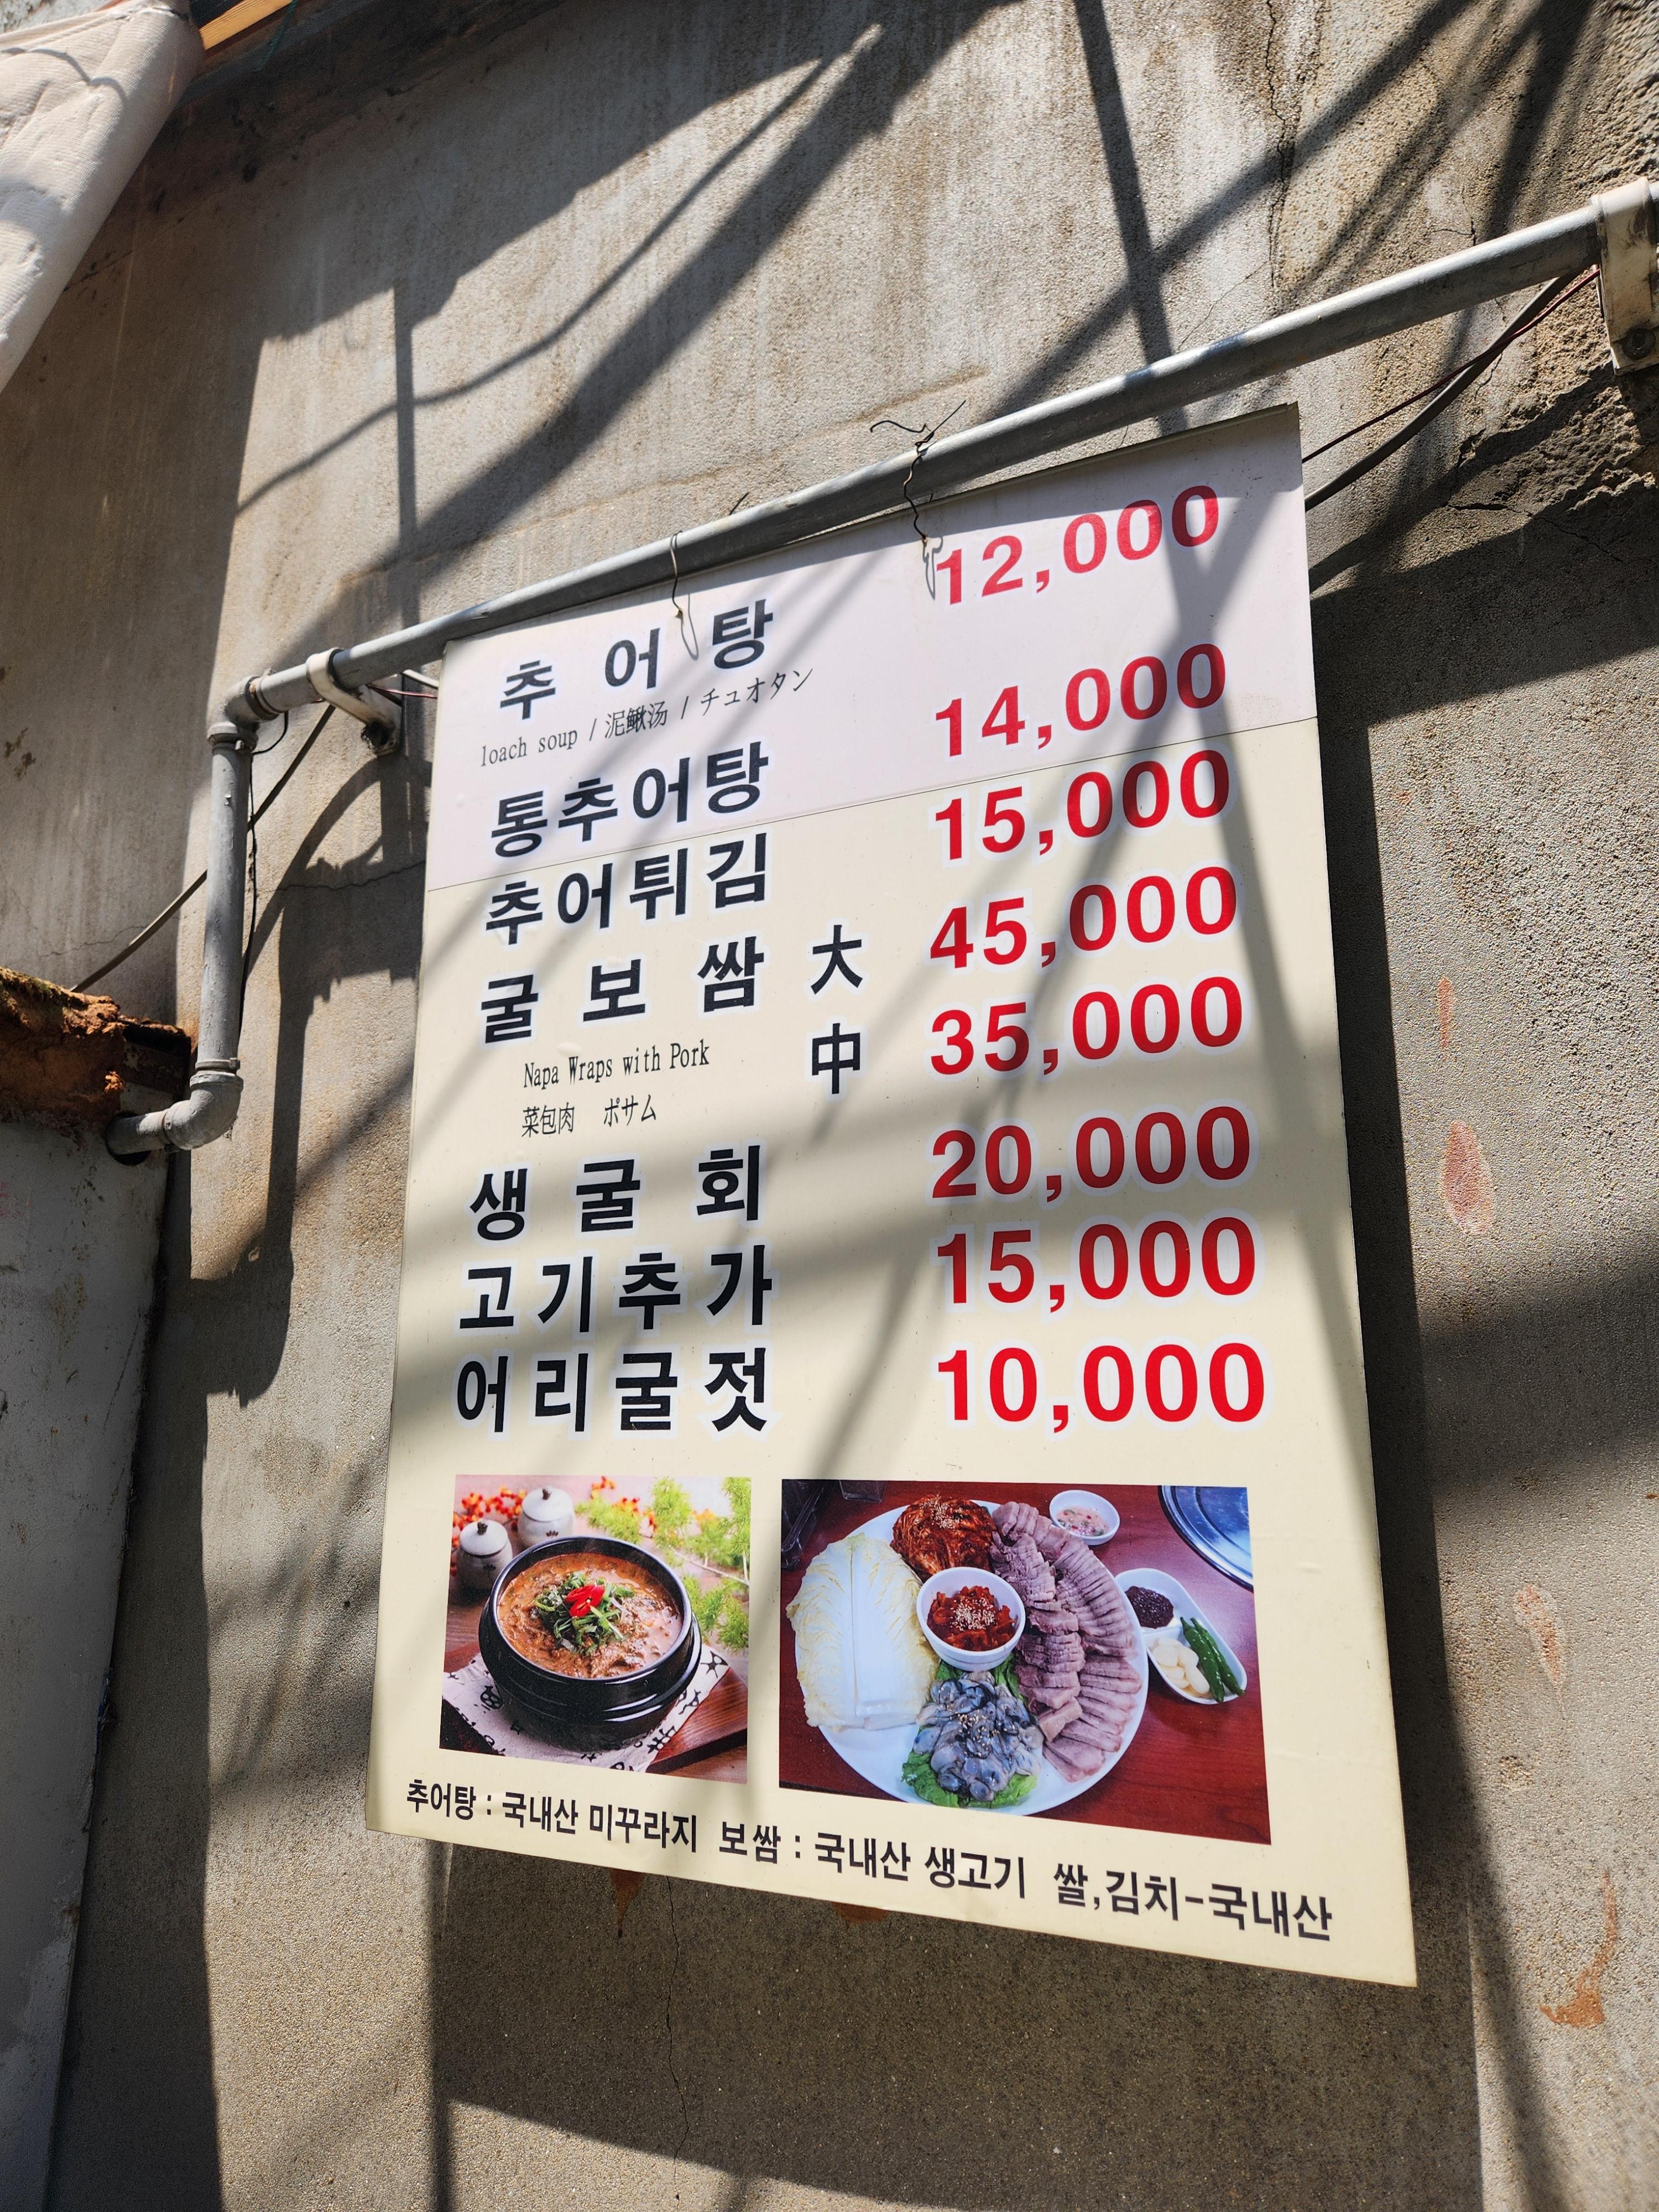 추어탕 12,000
loach soup / 泥鳅汤 / チュオタン
통추어탕 14,000
추어튀김 15,000
굴보쌈 大 45,000
中 35,000
Napa Wraps with Pork
菜包肉 ポサム
생굴회 20,000
고기추가 15,000
어리굴젓 10,000
추어탕 : 국내산 미꾸라지 보쌈 : 국내산 생고기 쌀,김치-국내산